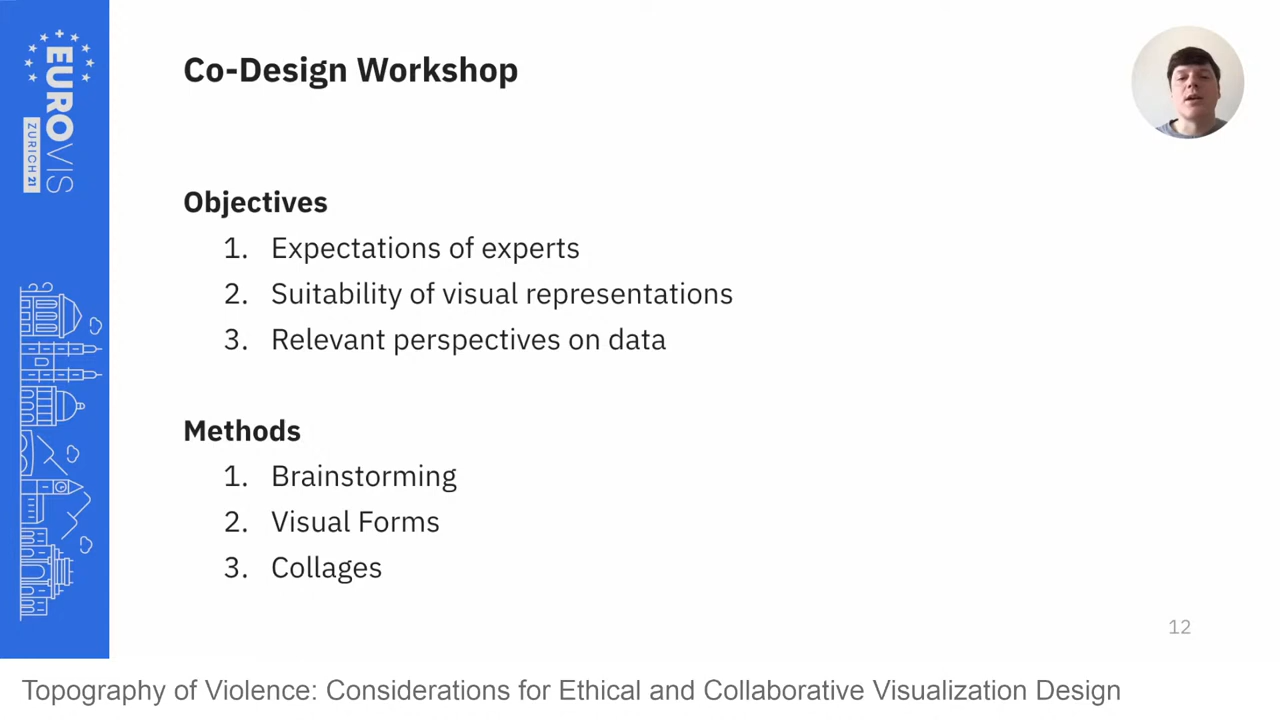 EUROVIS
ZURICH 21
Co-Design Workshop
Objectives
1. Expectations of experts
2. Suitability of visual representations
3. Relevant perspectives on data
Methods
1. Brainstorming
2. Visual Forms
3. Collages
12
Topography of Violence: Considerations for Ethical and Collaborative Visualization Design